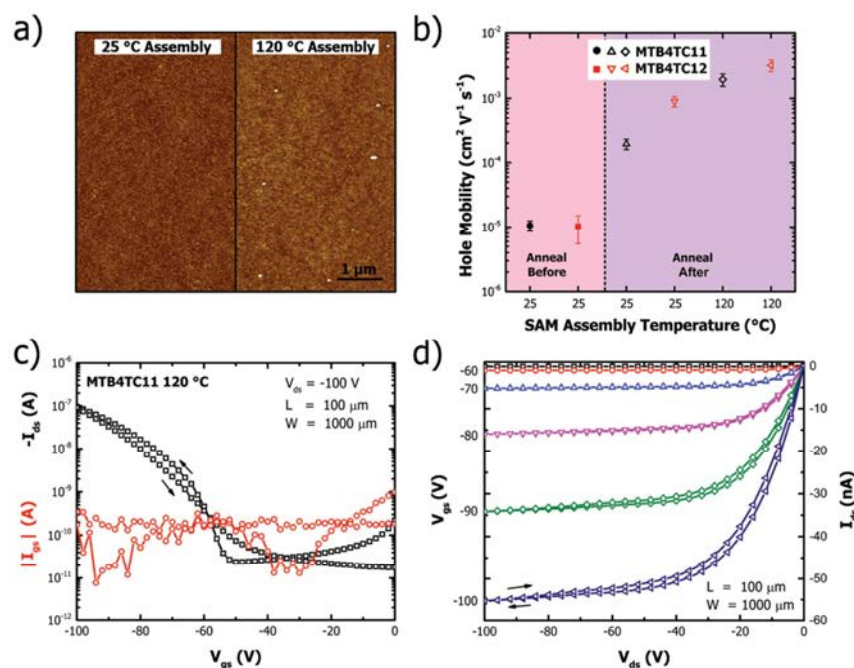 a)
25 °C Assembly
120 °C Assembly
1 µm
b)
Hole Mobility (cm² V⁻¹ s⁻¹)
10⁻²
10⁻³
10⁻⁴
10⁻⁵
10⁻⁶
MTB4TC11
MTB4TC12
Anneal
Before
Anneal
After
25 25 25 25 120 120
SAM Assembly Temperature (°C)
c)
-I_ds (A)
|I_gs| (A)
10⁻⁶
10⁻⁷
10⁻⁸
10⁻⁹
10⁻¹⁰
10⁻¹¹
10⁻¹²
MTB4TC11 120 °C
V_ds = -100 V
L = 100 µm
W = 1000 µm
-100 -80 -60 -40 -20 0
V_gs (V)
d)
V_gs (V)
-60
-70
-80
-90
-100
L = 100 µm
W = 1000 µm
0
-10
-20
-30
-40
-50
-60
(nA)
-100 -80 -60 -40 -20 0
V_ds (V)